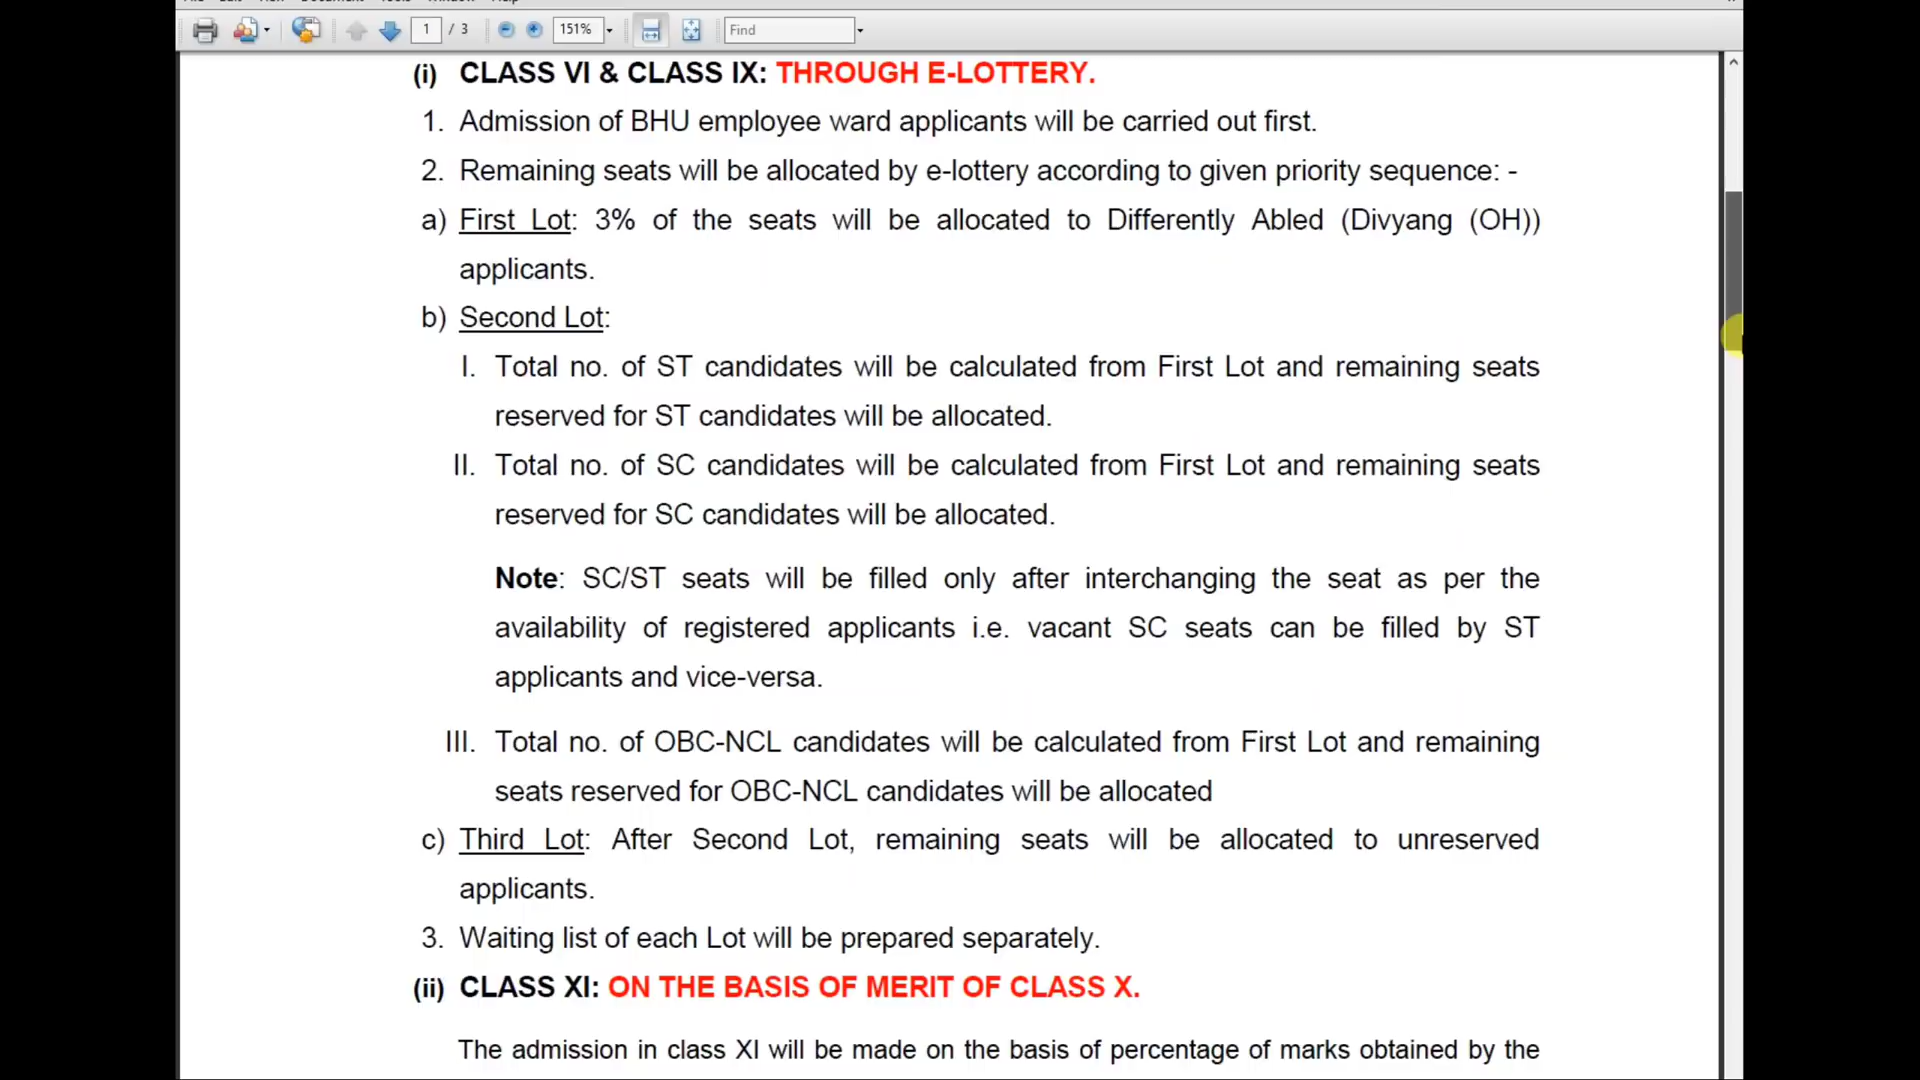 1 / 3 151% Find
(i) CLASS VI & CLASS IX: THROUGH E-LOTTERY.
1. Admission of BHU employee ward applicants will be carried out first.
2. Remaining seats will be allocated by e-lottery according to given priority sequence: -
a) First Lot: 3% of the seats will be allocated to Differently Abled (Divyang (OH))
applicants.
b) Second Lot:
I. Total no. of ST candidates will be calculated from First Lot and remaining seats
reserved for ST candidates will be allocated.
II. Total no. of SC candidates will be calculated from First Lot and remaining seats
reserved for SC candidates will be allocated.
Note: SC/ST seats will be filled only after interchanging the seat as per the
availability of registered applicants i.e. vacant SC seats can be filled by ST
applicants and vice-versa.
III. Total no. of OBC-NCL candidates will be calculated from First Lot and remaining
seats reserved for OBC-NCL candidates will be allocated
c) Third Lot: After Second Lot, remaining seats will be allocated to unreserved
applicants.
3. Waiting list of each Lot will be prepared separately.
(ii) CLASS XI: ON THE BASIS OF MERIT OF CLASS X.
The admission in class XI will be made on the basis of percentage of marks obtained by the